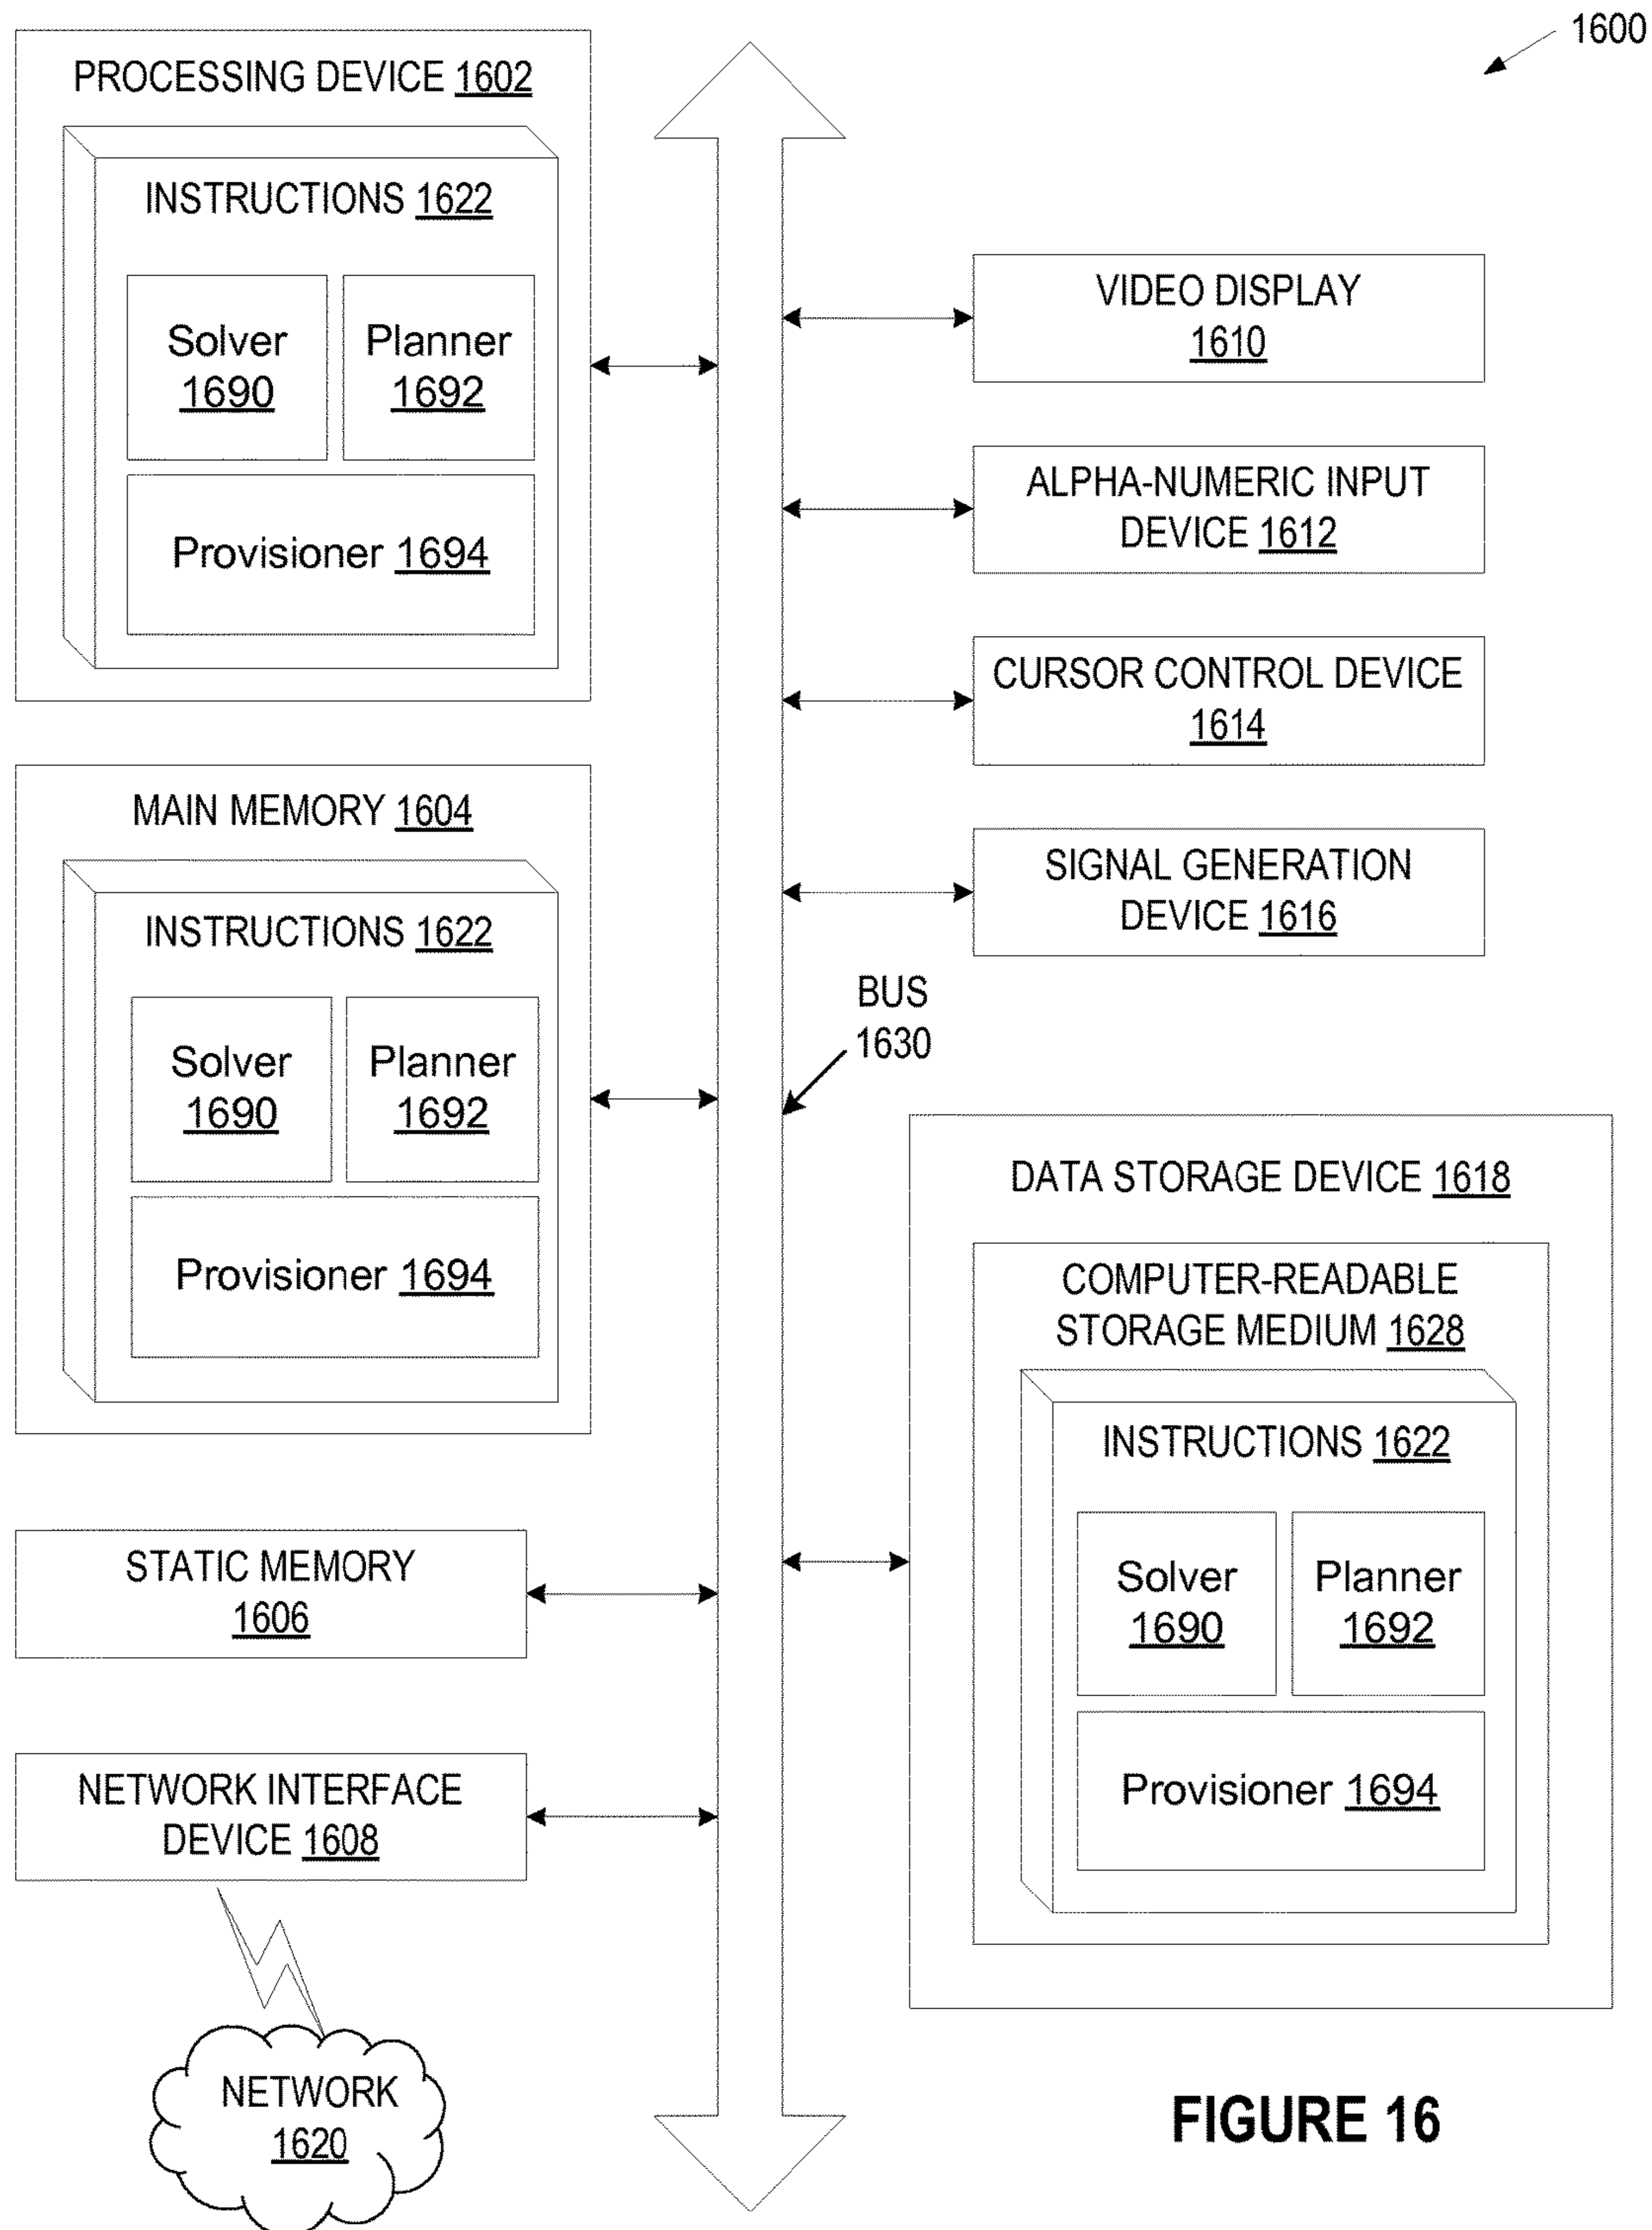 1600
PROCESSING DEVICE 1602
INSTRUCTIONS 1622
Solver
1690
Planner
1692
Provisioner 1694
MAIN MEMORY 1604
INSTRUCTIONS 1622
Solver
1690
Planner
1692
Provisioner 1694
STATIC MEMORY
1606
NETWORK INTERFACE
DEVICE 1608
NETWORK
1620
VIDEO DISPLAY
1610
ALPHA-NUMERIC INPUT
DEVICE 1612
CURSOR CONTROL DEVICE
1614
SIGNAL GENERATION
DEVICE 1616
BUS
1630
DATA STORAGE DEVICE 1618
COMPUTER-READABLE
STORAGE MEDIUM 1628
INSTRUCTIONS 1622
Solver
1690
Planner
1692
Provisioner 1694
FIGURE 16